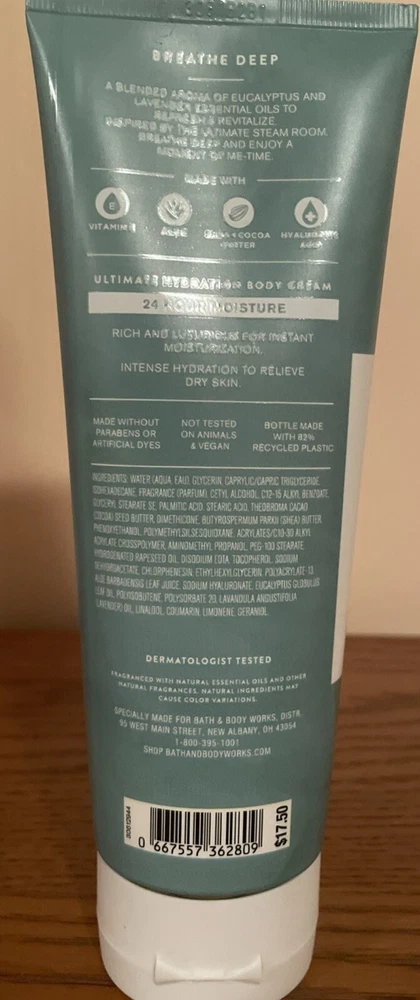 BREATHE DEEP
A BLENDED AROMA OF EUCALYPTUS AND
LAVENDER ESSENTIAL OILS TO
REFRESH & REVITALIZE.
INSPIRED BY THE ULTIMATE STEAM ROOM.
BREATHE DEEP AND ENJOY A
MOMENT OF ME-TIME.
MADE WITH
E
VITAMIN E
ALOE
SHEA + COCOA
BUTTER
HYALURONIC
ACID
ULTIMATE HYDRATION BODY CREAM
24 HOUR MOISTURE
RICH AND LUXURIOUS FOR INSTANT
MOISTURIZATION.
INTENSE HYDRATION TO RELIEVE
DRY SKIN.
MADE WITHOUT
PARABENS OR
ARTIFICIAL DYES
NOT TESTED
ON ANIMALS
& VEGAN
BOTTLE MADE
WITH 82%
RECYCLED PLASTIC
INGREDIENTS: WATER (AQUA, EAU), GLYCERIN, CAPRYLIC/CAPRIC TRIGLYCERIDE,
ISOHEXADECANE, FRAGRANCE (PARFUM), CETYL ALCOHOL, C12-15 ALKYL BENZOATE,
GLYCERYL STEARATE SE, PALMITIC ACID, STEARIC ACID, THEOBROMA CACAO
(COCOA) SEED BUTTER, DIMETHICONE, BUTYROSPERMUM PARKII (SHEA) BUTTER,
PHENOXYETHANOL, POLYMETHYLSILSESQUIOXANE, ACRYLATES/C10-30 ALKYL
ACRYLATE CROSSPOLYMER, AMINOMETHYL PROPANOL, PEG-100 STEARATE,
HYDROGENATED RAPESEED OIL, DISODIUM EDTA, TOCOPHEROL, SODIUM
DEHYDROACETATE, CHLORPHENESIN, ETHYLHEXYLGLYCERIN, POLYACRYLATE-13,
ALOE BARBADENSIS LEAF JUICE, SODIUM HYALURONATE, EUCALYPTUS GLOBULUS
LEAF OIL, POLYISOBUTENE, POLYSORBATE 20, LAVANDULA ANGUSTIFOLIA
(LAVENDER) OIL, LINALOOL, COUMARIN, LIMONENE, GERANIOL.
DERMATOLOGIST TESTED
FRAGRANCED WITH NATURAL ESSENTIAL OILS AND OTHER
NATURAL FRAGRANCES. NATURAL INGREDIENTS MAY
CAUSE COLOR VARIATIONS.
SPECIALLY MADE FOR BATH & BODY WORKS, DISTR.
95 WEST MAIN STREET, NEW ALBANY, OH 43054
1-800-395-1001
SHOP BATHANDBODYWORKS.COM
0 667557 362809
$17.50